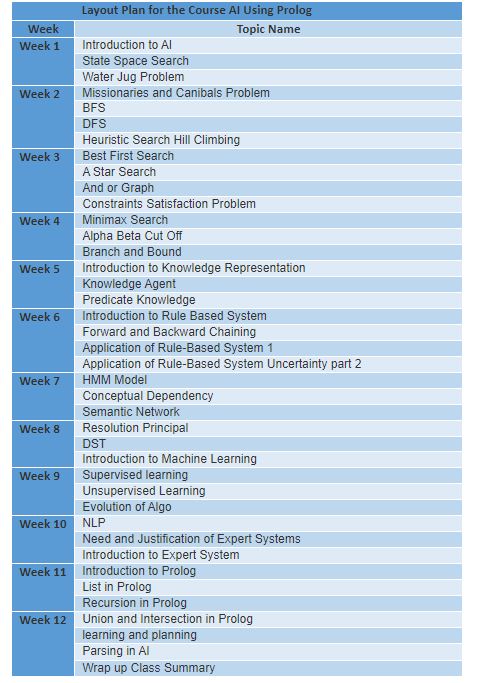 Layout Plan for the Course AI Using Prolog
Week Topic Name
Week 1 Introduction to AI
State Space Search
Water Jug Problem
Week 2 Missionaries and Canibals Problem
BFS
DFS
Heuristic Search Hill Climbing
Week 3 Best First Search
A Star Search
And or Graph
Constraints Satisfaction Problem
Week 4 Minimax Search
Alpha Beta Cut Off
Branch and Bound
Week 5 Introduction to Knowledge Representation
Knowledge Agent
Predicate Knowledge
Week 6 Introduction to Rule Based System
Forward and Backward Chaining
Application of Rule-Based System 1
Application of Rule-Based System Uncertainty part 2
Week 7 HMM Model
Conceptual Dependency
Semantic Network
Week 8 Resolution Principal
DST
Introduction to Machine Learning
Week 9 Supervised learning
Unsupervised Learning
Evolution of Algo
Week 10 NLP
Need and Justification of Expert Systems
Introduction to Expert System
Week 11 Introduction to Prolog
List in Prolog
Recursion in Prolog
Week 12 Union and Intersection in Prolog
learning and planning
Parsing in AI
Wrap up Class Summary